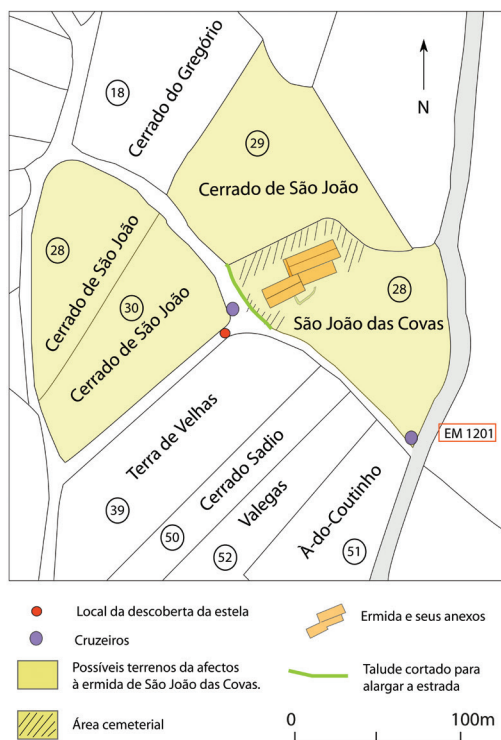 18
Cerrado do Gregório
29
Cerrado de São João
N
28
Cerrado de São João
30
Cerrado de São João
28
São João das Covas
EM 1201
Terra de Velhas
39
Cerrado Sadio
50
Valegas
52
À-do-Coutinho
51
Local da descoberta da estela
Cruzeiros
Possíveis terrenos da afectos
à ermida de São João das Covas.
Área cemeterial
Ermida e seus anexos
Talude cortado para
alargar a estrada
0 100m